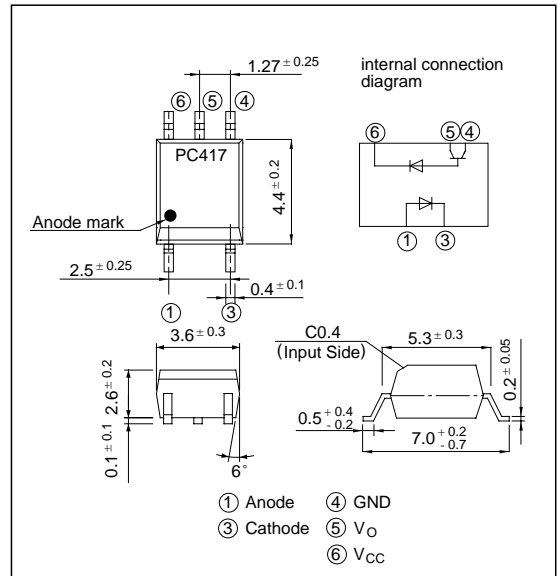 1.27 ± 0.25
internal connection
diagram
⑥ ⑤ ④
PC417
4.4 ± 0.2
Anode mark
⑥ ⑤④
① ③
2.5 ± 0.25
0.4 ± 0.1
① ③
3.6 ± 0.3
C0.4
(Input Side)
5.3 ± 0.3
0.2 ± 0.05
2.6 ± 0.2
0.1 ± 0.1
6°
0.5 + 0.4 - 0.2
7.0 + 0.2 - 0.7
① Anode ④ GND
③ Cathode ⑤ VO
⑥ VCC